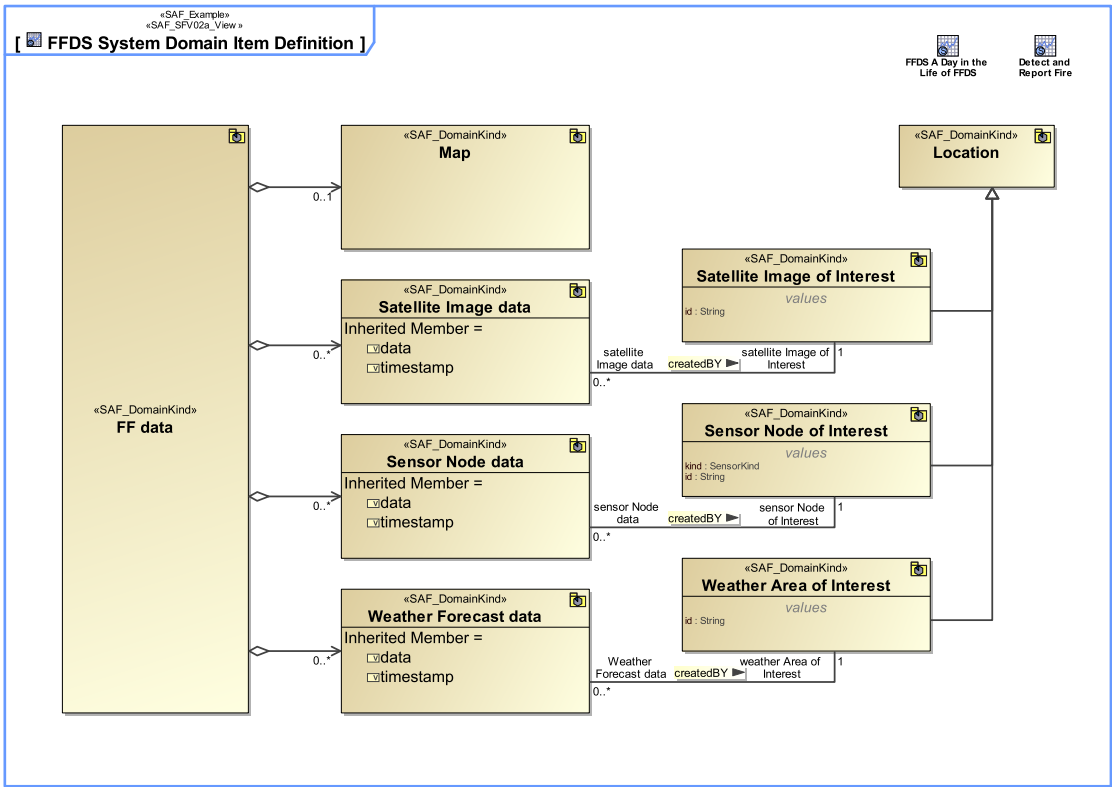 «SAF_Example»
«SAF_SFV02a_View»
[ FFDS System Domain Item Definition ]
FFDS A Day in the
Life of FFDS
Detect and
Report Fire
«SAF_DomainKind»
FF data
«SAF_DomainKind»
Map
0..1
«SAF_DomainKind»
Location
«SAF_DomainKind»
Satellite Image data
Inherited Member =
data
timestamp
0..*
«SAF_DomainKind»
Satellite Image of Interest
values
id : String
satellite
Image data
0..*
createdBY
satellite Image of
Interest
1
«SAF_DomainKind»
Sensor Node data
Inherited Member =
data
timestamp
0..*
«SAF_DomainKind»
Sensor Node of Interest
values
kind : SensorKind
id : String
sensor Node
data
0..*
createdBY
sensor Node
of Interest
1
«SAF_DomainKind»
Weather Forecast data
Inherited Member =
data
timestamp
0..*
«SAF_DomainKind»
Weather Area of Interest
values
id : String
Weather
Forecast data
0..*
createdBY
weather Area of
Interest
1